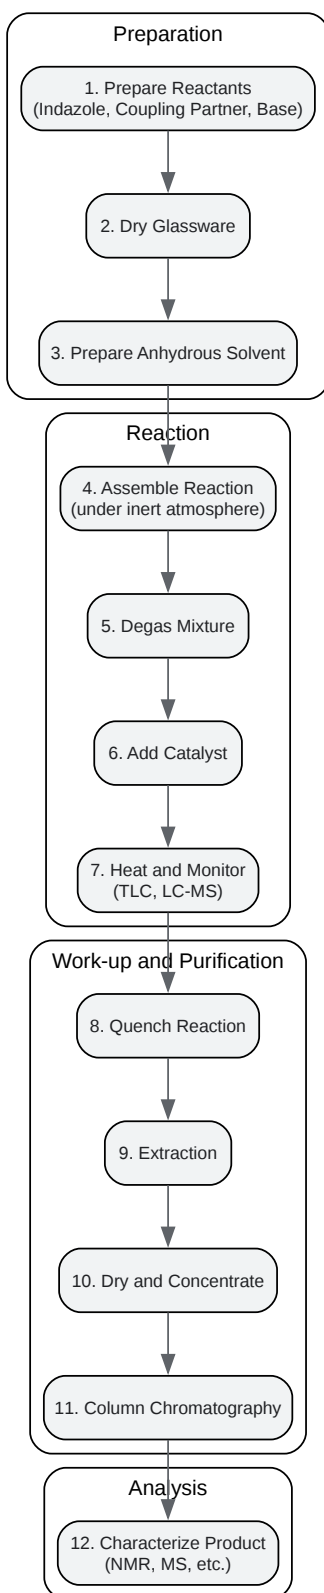 Preparation
1. Prepare Reactants
(Indazole, Coupling Partner, Base)
2. Dry Glassware
3. Prepare Anhydrous Solvent
Reaction
4. Assemble Reaction
(under inert atmosphere)
5. Degas Mixture
6. Add Catalyst
7. Heat and Monitor
(TLC, LC-MS)
Work-up and Purification
8. Quench Reaction
9. Extraction
10. Dry and Concentrate
11. Column Chromatography
Analysis
12. Characterize Product
(NMR, MS, etc.)